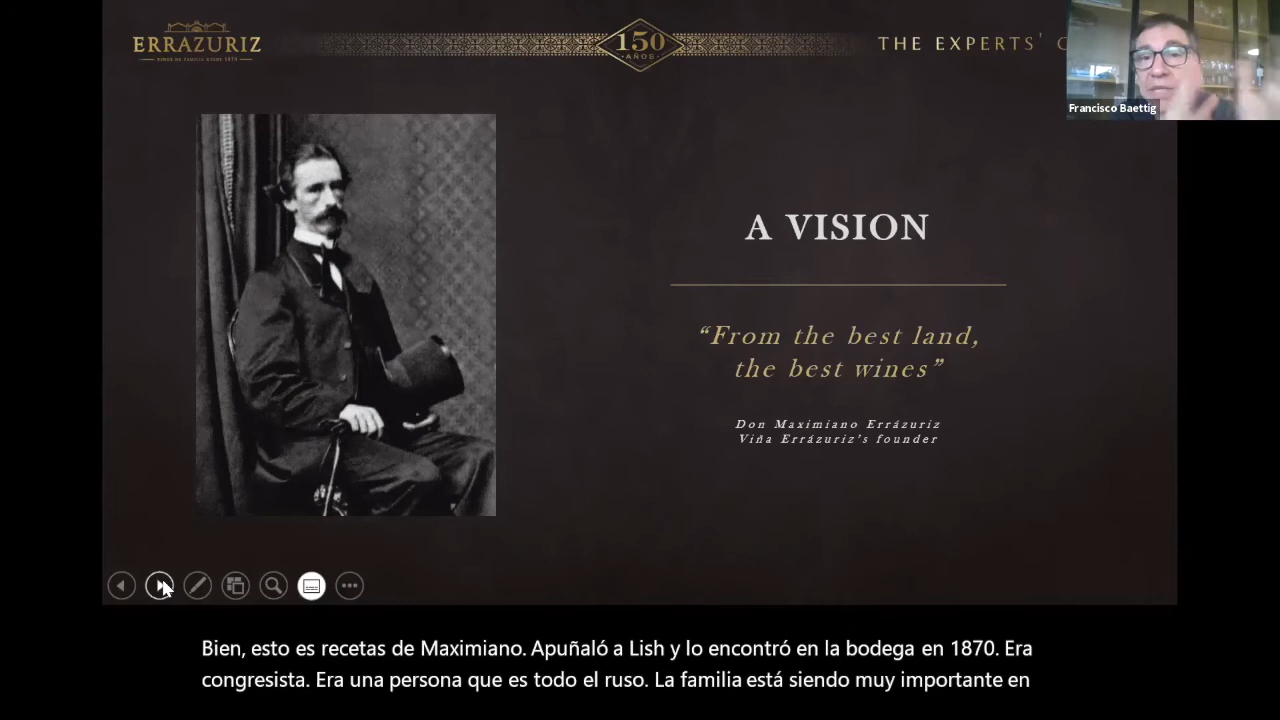 ERRAZURIZ
150
AÑOS
THE EXPERTS' C
Francisco Baettig
A VISION
“From the best land,
the best wines”
Don Maximiano Errázuriz
Viña Errázuriz's founder
Bien, esto es recetas de Maximiano. Apuñaló a Lish y lo encontró en la bodega en 1870. Era
congresista. Era una persona que es todo el ruso. La familia está siendo muy importante en